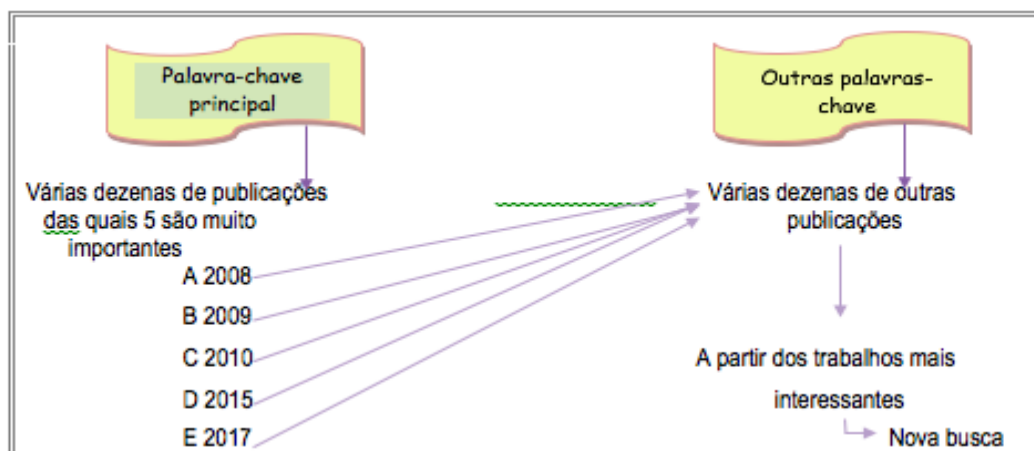 Palavra-chave
principal
Várias dezenas de publicações
das quais 5 são muito
importantes
A 2008
B 2009
C 2010
D 2015
E 2017
Outras palavras-
chave
Várias dezenas de outras
publicações
A partir dos trabalhos mais
interessantes
Nova busca